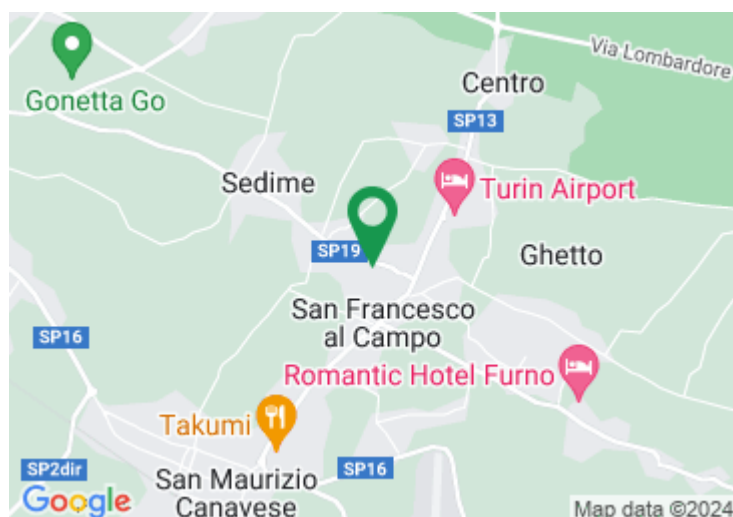 Via Lombardore
Gonetta Go
Centro
SP13
Sedime
Turin Airport
SP19
Ghetto
San Francesco
al Campo
SP16
Romantic Hotel Furno
Takumi
SP2dir
San Maurizio
Canavese
SP16
Google
Map data ©2024